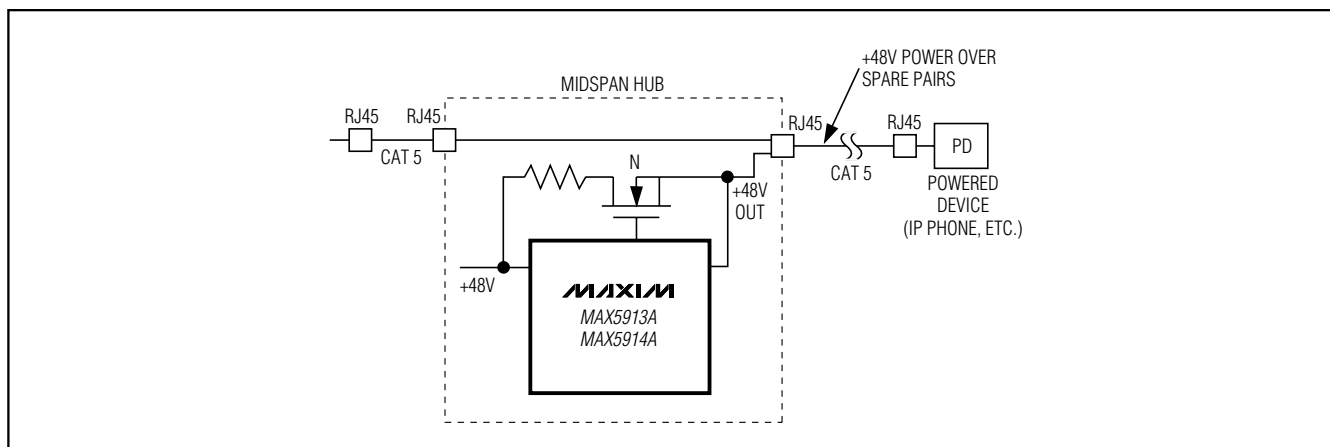 +48V POWER OVER
SPARE PAIRS
MIDSPAN HUB
RJ45
RJ45
RJ45
RJ45
CAT 5
N
CAT 5
PD
+48V
OUT
POWERED
DEVICE
(IP PHONE, ETC.)
+48V
MAXIM
MAX5913A
MAX5914A